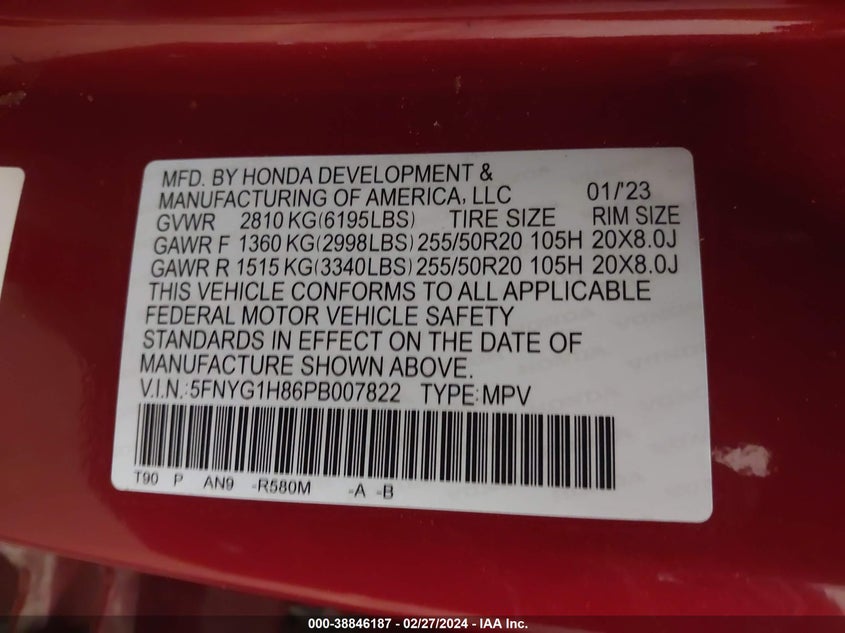 MFD. BY HONDA DEVELOPMENT &
MANUFACTURING OF AMERICA, LLC 01/'23
GVWR 2810 KG(6195LBS) TIRE SIZE RIM SIZE
GAWR F 1360 KG(2998LBS) 255/50R20 105H 20X8.0J
GAWR R 1515 KG(3340LBS) 255/50R20 105H 20X8.0J
THIS VEHICLE CONFORMS TO ALL APPLICABLE
FEDERAL MOTOR VEHICLE SAFETY
STANDARDS IN EFFECT ON THE DATE OF
MANUFACTURE SHOWN ABOVE.
V.I.N.:5FNYG1H86PB007822 TYPE:MPV
T90 P AN9 -R580M -A -B
000-38846187 - 02/27/2024 - IAA Inc.